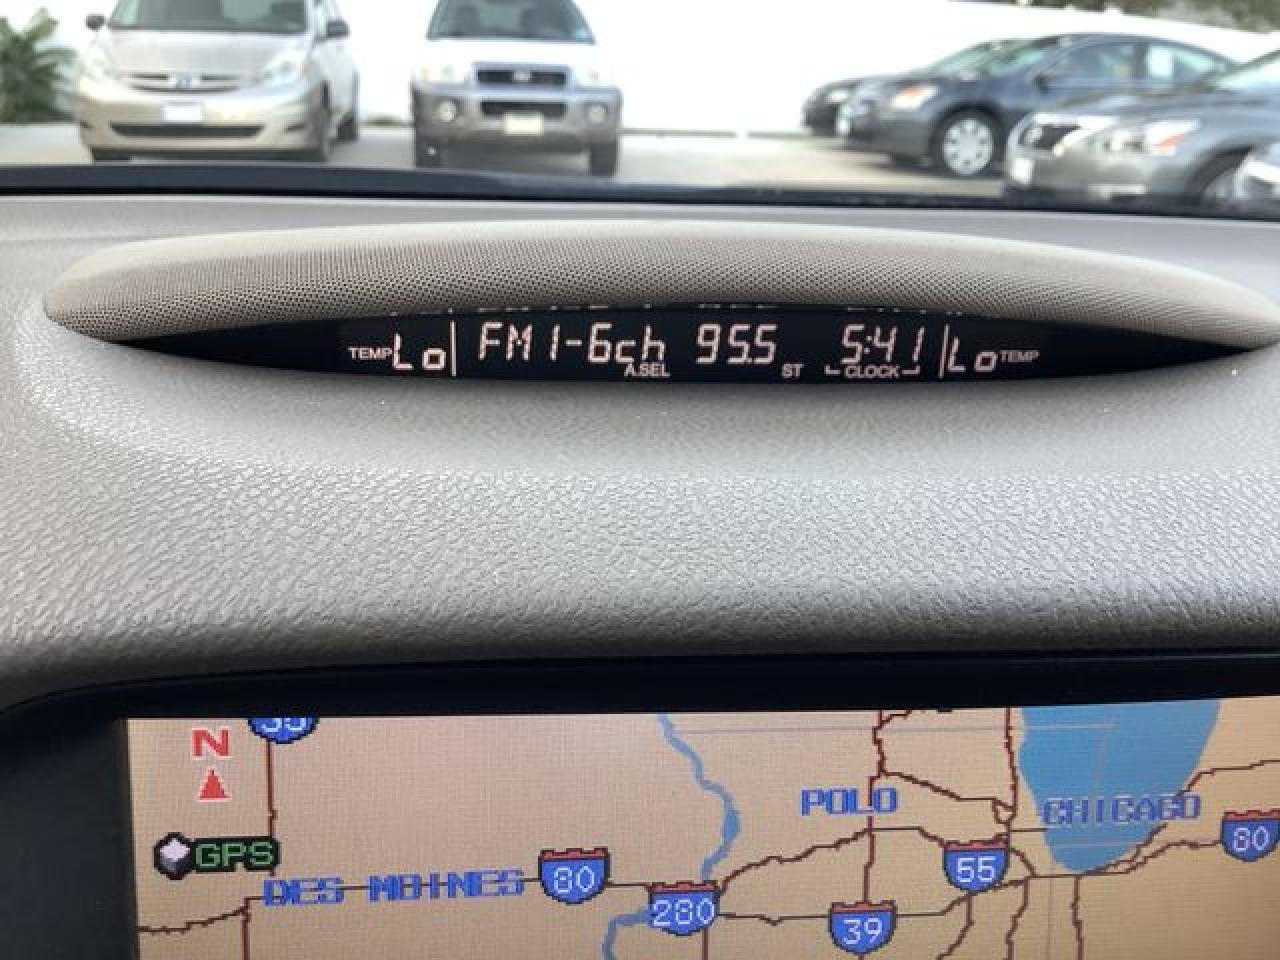 TEMP Lo FM1-6ch 95.5 5:41 Lo TEMP
A.SEL ST CLOCK
35
N
POLO CHICAGO
GPS 55 80
DES MOINES 80
280 39